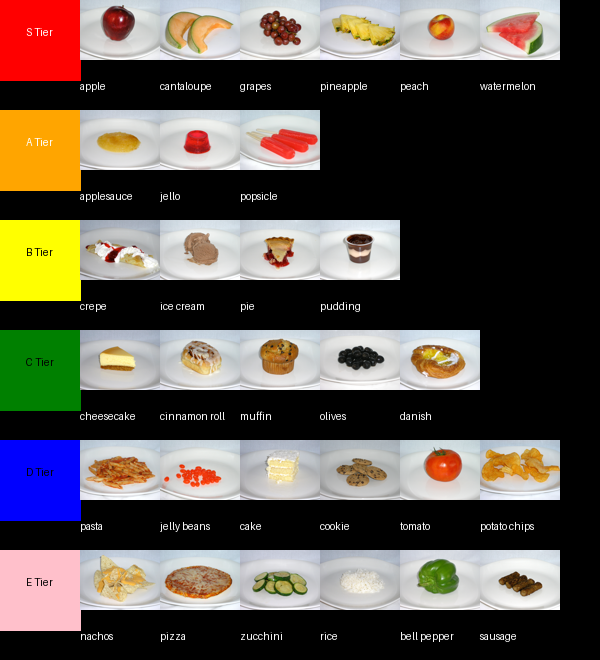 S Tier
apple cantaloupe grapes pineapple peach watermelon
A Tier
applesauce jello popsicle
B Tier
crepe ice cream pie pudding
C Tier
cheesecake cinnamon roll muffin olives danish
D Tier
pasta jelly beans cake cookie tomato potato chips
E Tier
nachos pizza zucchini rice bell pepper sausage